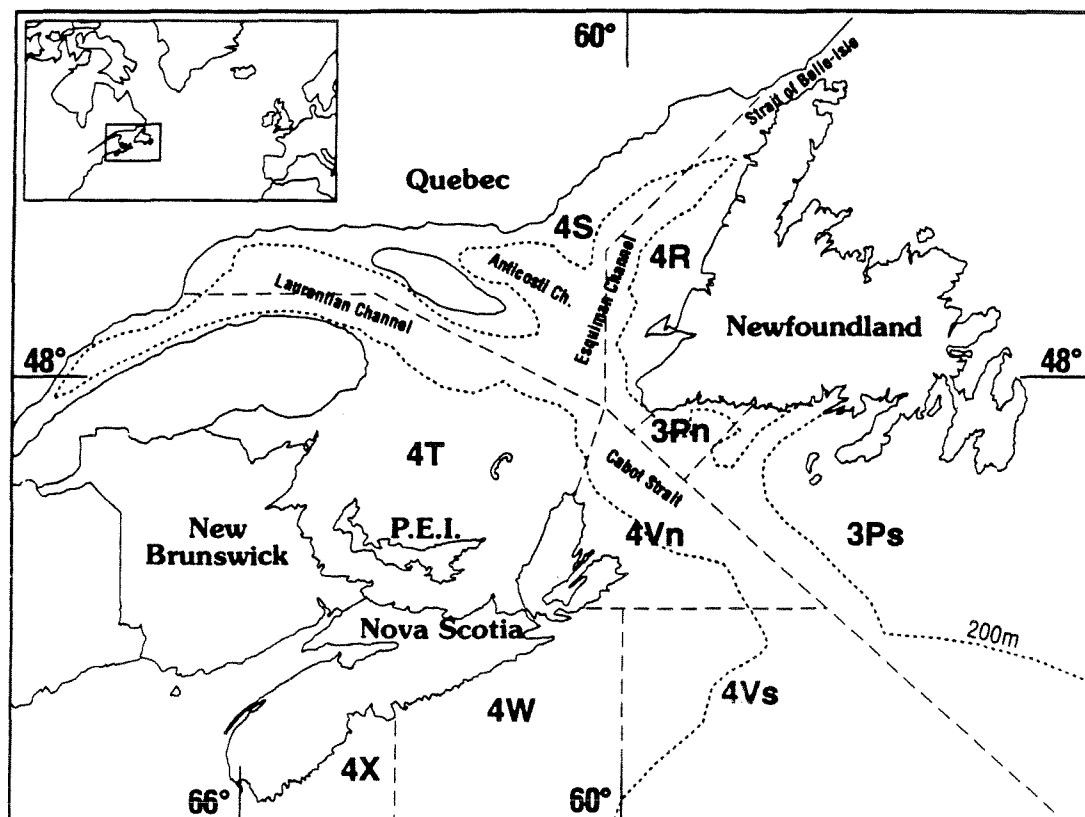 60°
Strait of Belle-Isle
Quebec
4S
4R
Anticosti Ch.
Esquiman Channel
Laurentian Channel
Newfoundland
48°
48°
3Pn
4T
Cabot Strait
New
Brunswick
P.E.I.
4Vn
3Ps
Nova Scotia
200m
4W
4Vs
4X
66°
60°